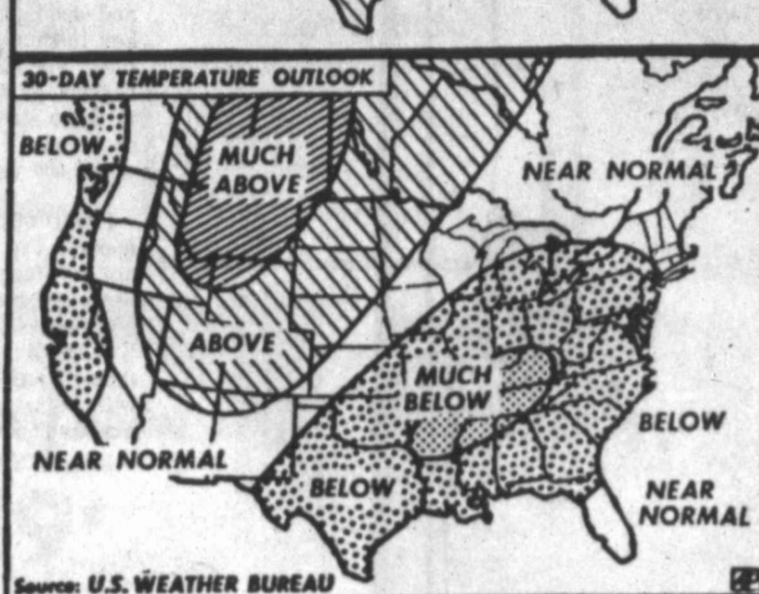 30-DAY TEMPERATURE OUTLOOK
BELOW
MUCH
ABOVE
NEAR NORMAL
ABOVE
MUCH
BELOW
BELOW
NEAR NORMAL
BELOW
NEAR
NORMAL
Source: U.S. WEATHER BUREAU